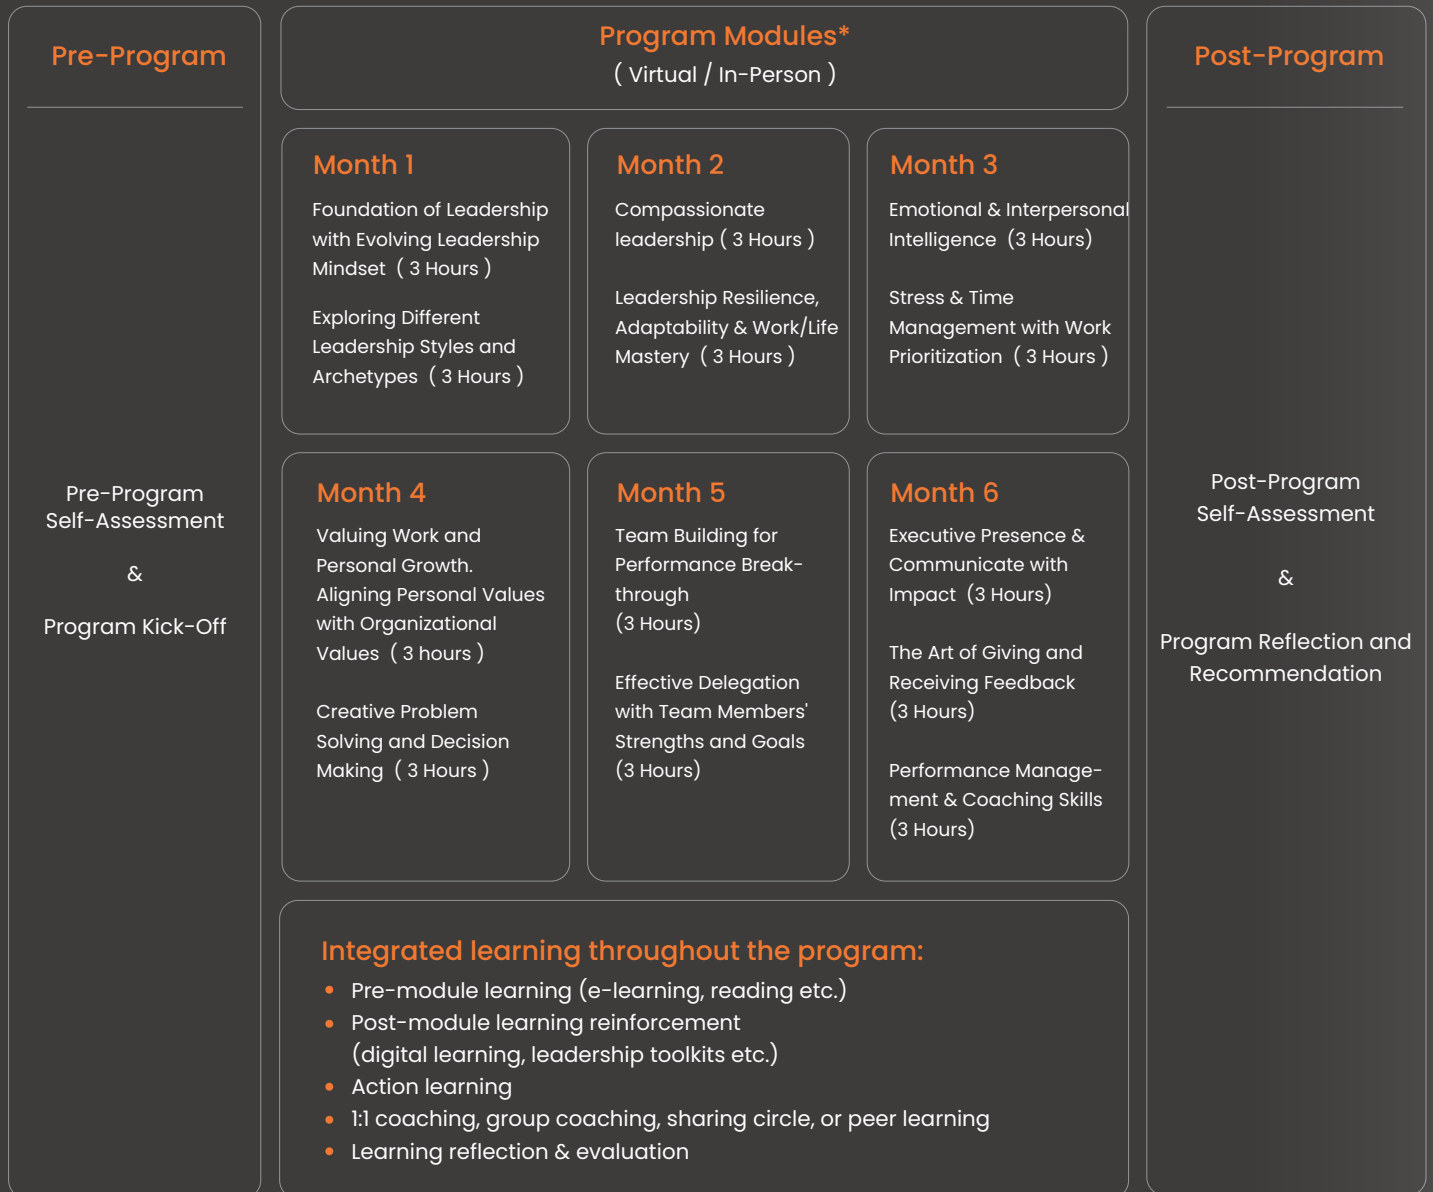 Pre-Program
Pre-Program
Self-Assessment
&
Program Kick-Off
Program Modules*
( Virtual / In-Person )
Month 1
Foundation of Leadership
with Evolving Leadership
Mindset ( 3 Hours )
Exploring Different
Leadership Styles and
Archetypes ( 3 Hours )
Month 2
Compassionate
leadership ( 3 Hours )
Leadership Resilience,
Adaptability & Work/Life
Mastery ( 3 Hours )
Month 3
Emotional & Interpersonal
Intelligence (3 Hours)
Stress & Time
Management with Work
Prioritization ( 3 Hours )
Month 4
Valuing Work and
Personal Growth.
Aligning Personal Values
with Organizational
Values ( 3 hours )
Creative Problem
Solving and Decision
Making ( 3 Hours )
Month 5
Team Building for
Performance Break-
through
(3 Hours)
Effective Delegation
with Team Members'
Strengths and Goals
(3 Hours)
Month 6
Executive Presence &
Communicate with
Impact (3 Hours)
The Art of Giving and
Receiving Feedback
(3 Hours)
Performance Manage-
ment & Coaching Skills
(3 Hours)
Integrated learning throughout the program:
• Pre-module learning (e-learning, reading etc.)
• Post-module learning reinforcement
(digital learning, leadership toolkits etc.)
• Action learning
• 1:1 coaching, group coaching, sharing circle, or peer learning
• Learning reflection & evaluation
Post-Program
Post-Program
Self-Assessment
&
Program Reflection and
Recommendation